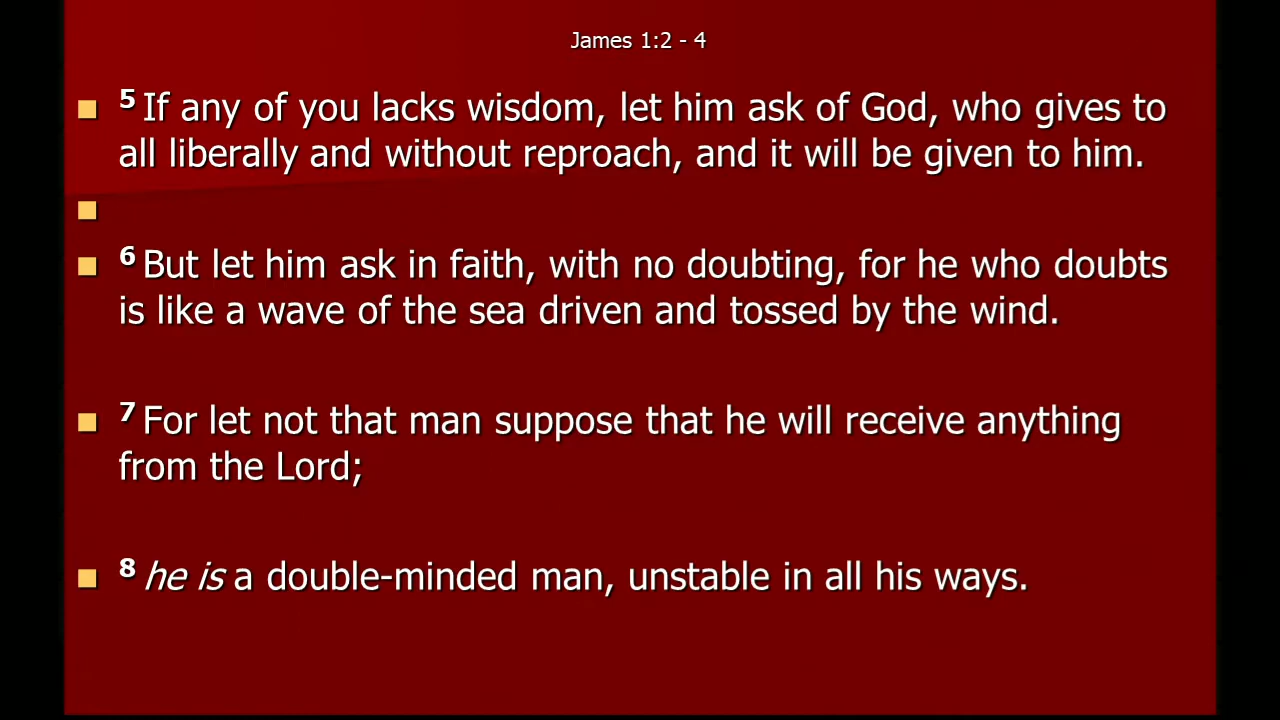 James 1:2 - 4
5 If any of you lacks wisdom, let him ask of God, who gives to
all liberally and without reproach, and it will be given to him.
6 But let him ask in faith, with no doubting, for he who doubts
is like a wave of the sea driven and tossed by the wind.
7 For let not that man suppose that he will receive anything
from the Lord;
8 he is a double-minded man, unstable in all his ways.